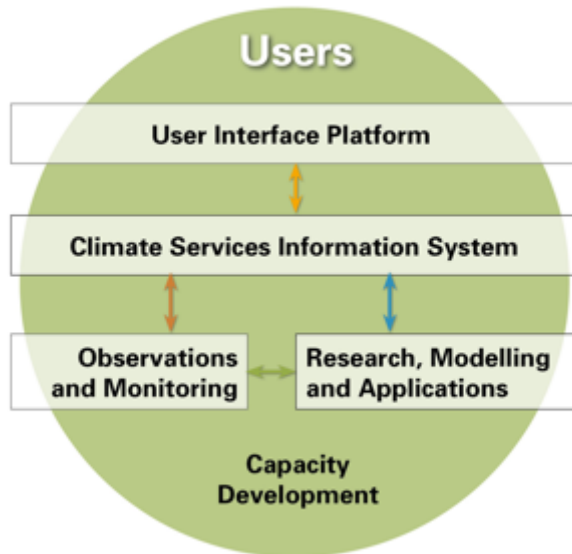 Users
User Interface Platform
Climate Services Information System
Observations
and Monitoring
Research, Modelling
and Applications
Capacity
Development